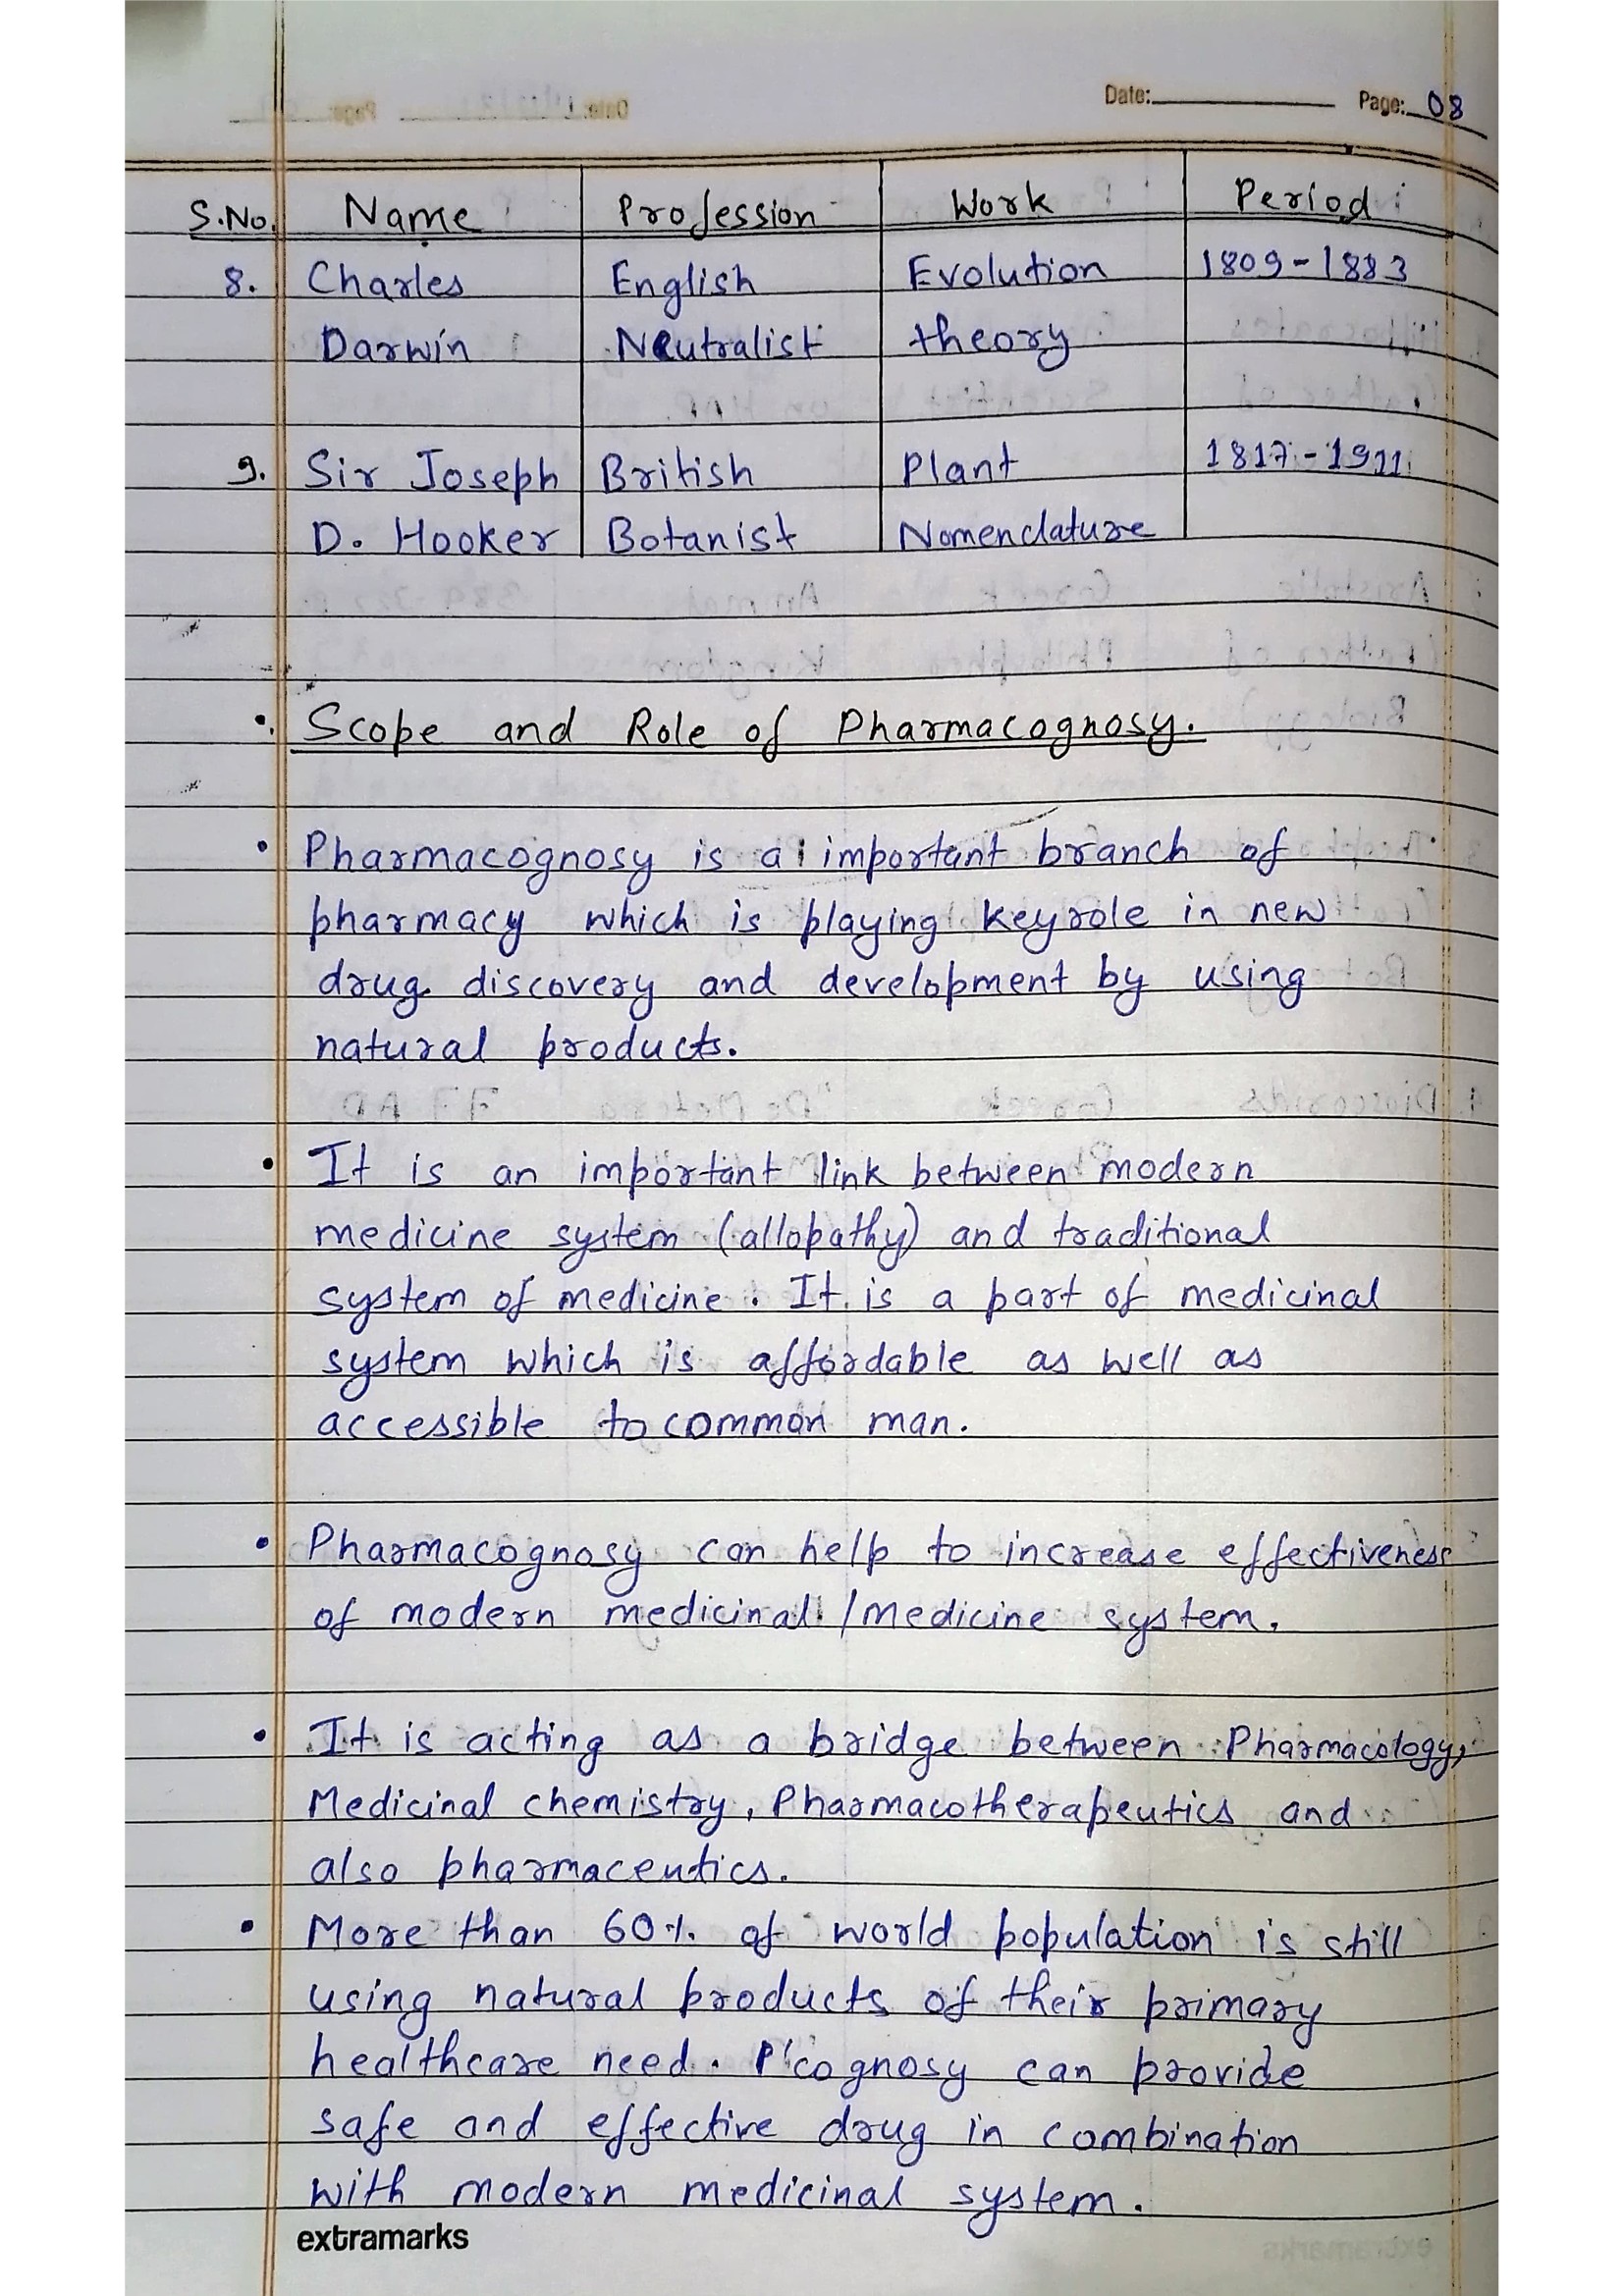 Date: Page: 08
S.No. Name Profession Work Period
8. Charles English Evolution 1809-1883
Darwin Neutralist theory
9. Sir Joseph British Plant 1817-1911
D. Hooker Botanist Nomenclature
• Scope and Role of Pharmacognosy.
• Pharmacognosy is a important branch of
pharmacy which is playing key role in new
drug discovery and development by using
natural products.
• It is an important link between modern
medicine system (allopathy) and traditional
system of medicine. It is a part of medicinal
system which is affordable as well as
accessible to common man.
• Pharmacognosy can help to increase effectiveness
of modern medicinal /medicine system.
• It is acting as a bridge between Pharmacology,
Medicinal chemistry, Pharmacotherapeutics and
also pharmaceutics.
• More than 60% of world population is still
using natural products of their primary
healthcare need. P'cognosy can provide
safe and effective drug in combination
with modern medicinal system.
extramarks